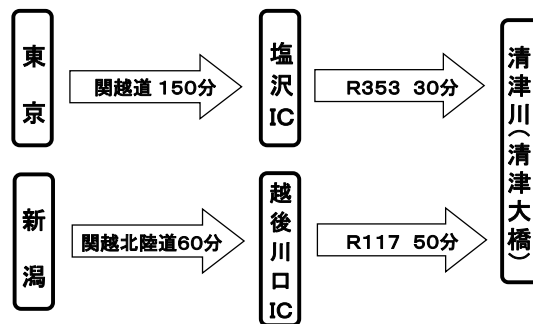 東京
関越道 150分
塩沢IC
R353 30分
清津川(清津大橋)
新潟
関越北陸道60分
越後川口IC
R117 50分